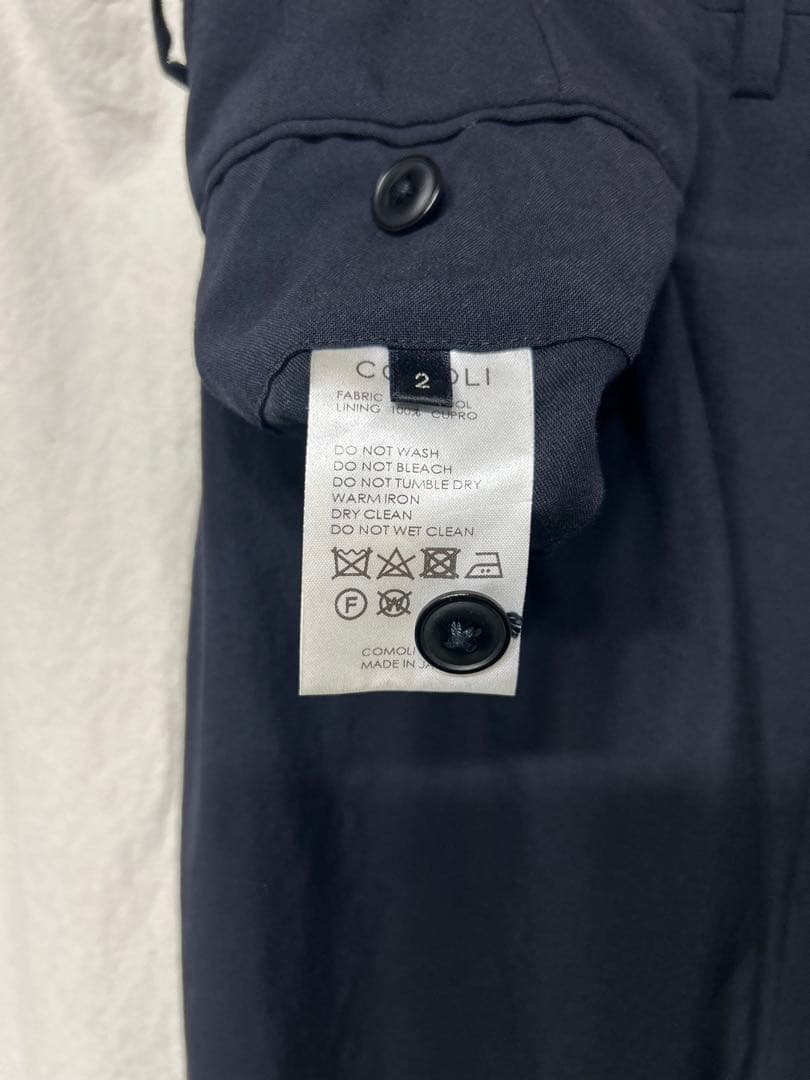 2
FABRIC
LINING 100% CUPRO
DO NOT WASH
DO NOT BLEACH
DO NOT TUMBLE DRY
WARM IRON
DRY CLEAN
DO NOT WET CLEAN
F W
COMOLI
MADE IN